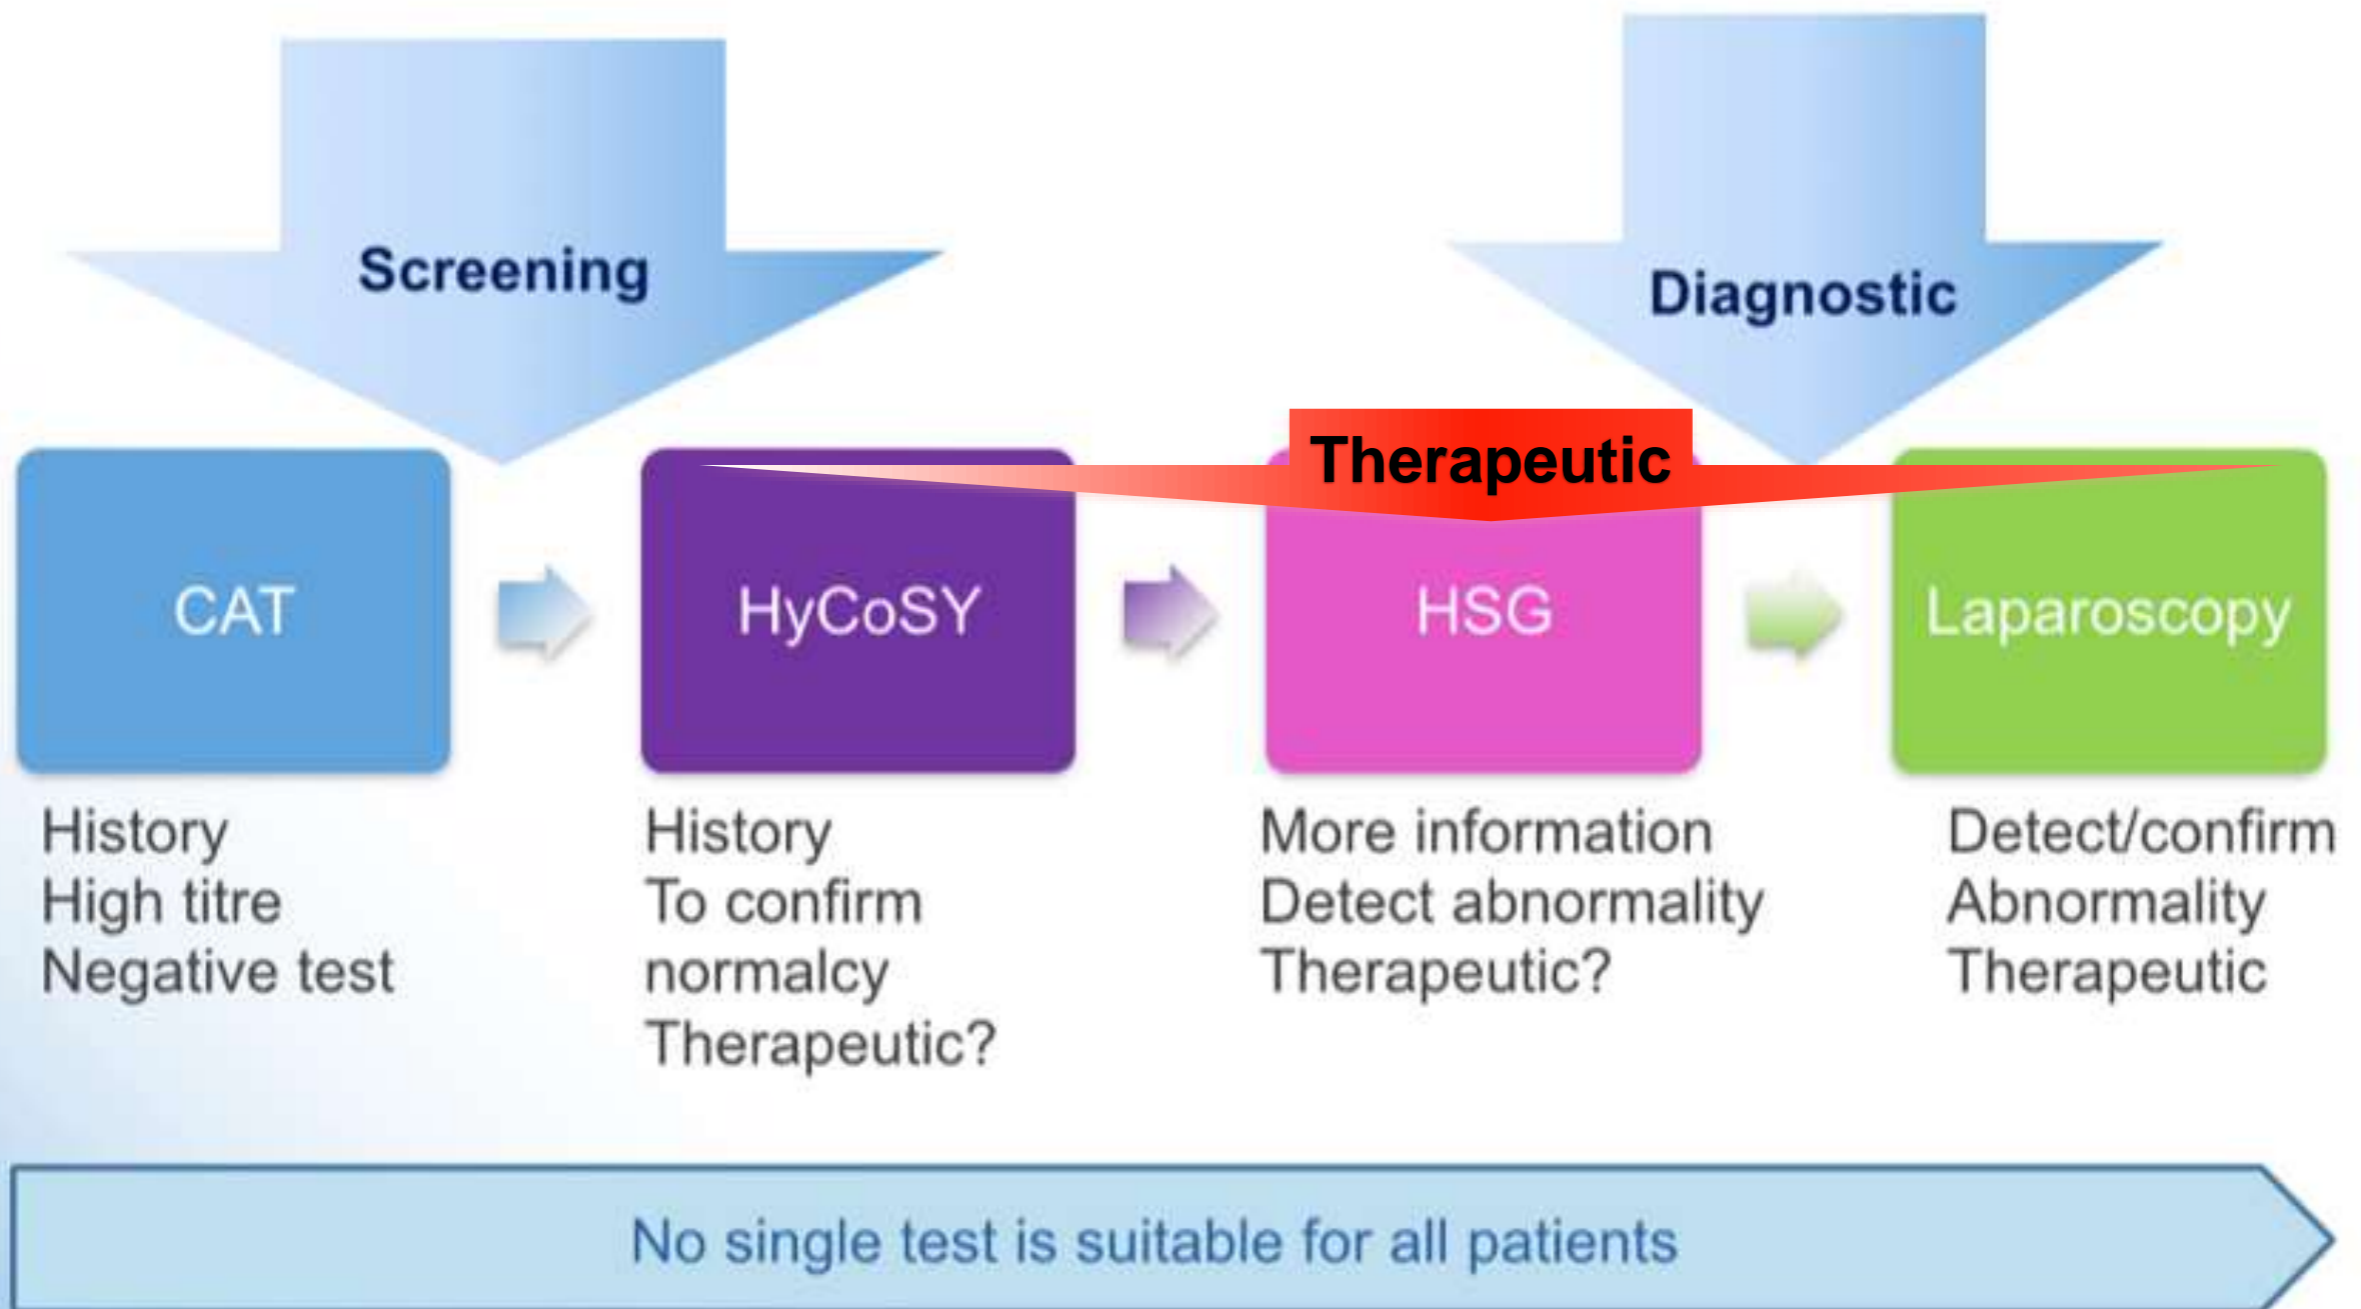 Screening
Diagnostic
Therapeutic
CAT
HyCoSY
HSG
Laparoscopy
History
High titre
Negative test
History
To confirm
normalcy
Therapeutic?
More information
Detect abnormality
Therapeutic?
Detect/confirm
Abnormality
Therapeutic
No single test is suitable for all patients